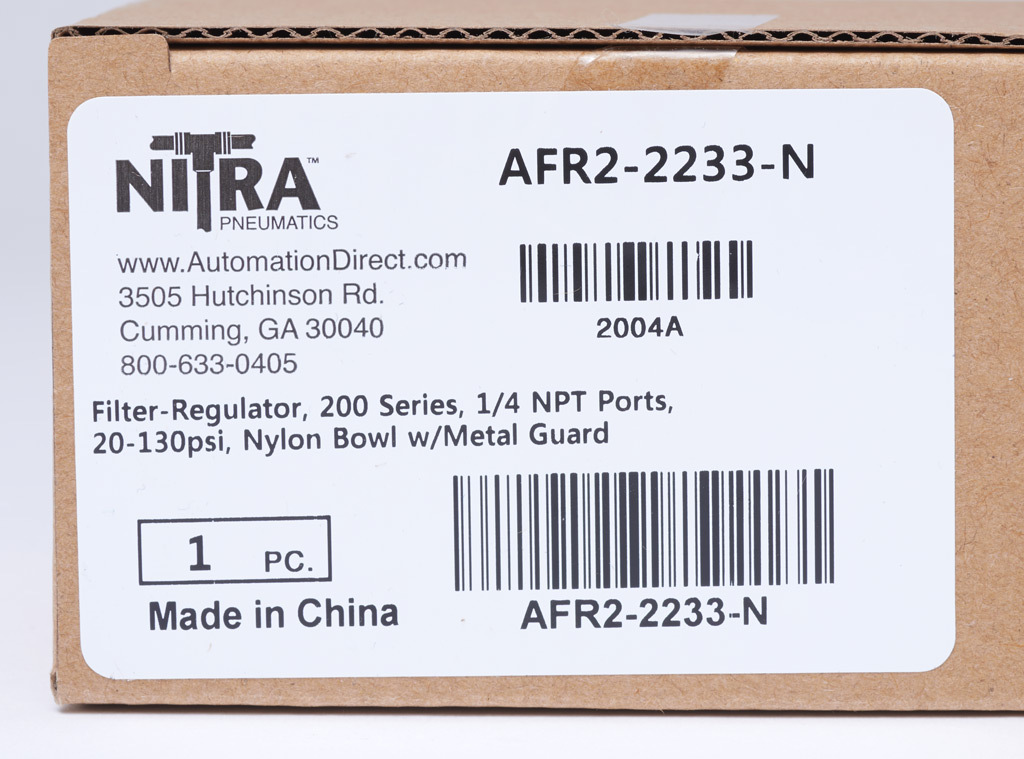 NITRA™
PNEUMATICS
www.AutomationDirect.com
3505 Hutchinson Rd.
Cumming, GA 30040
800-633-0405
AFR2-2233-N
2004A
Filter-Regulator, 200 Series, 1/4 NPT Ports,
20-130psi, Nylon Bowl w/Metal Guard
1 PC.
Made in China
AFR2-2233-N